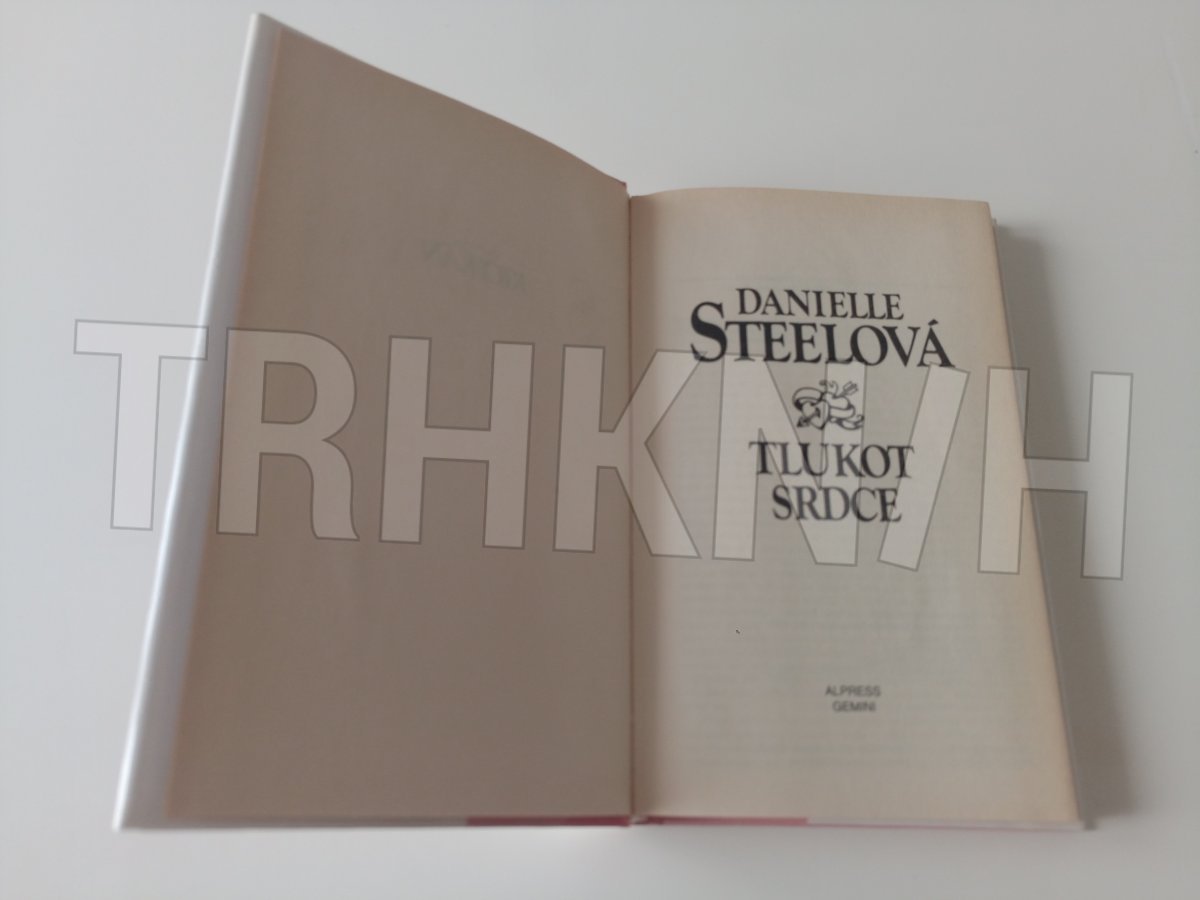 DANIELLE
STEELOVÁ
TLUKOT
SRDCE
ALPRESS
GEMINI
TRHKNIH